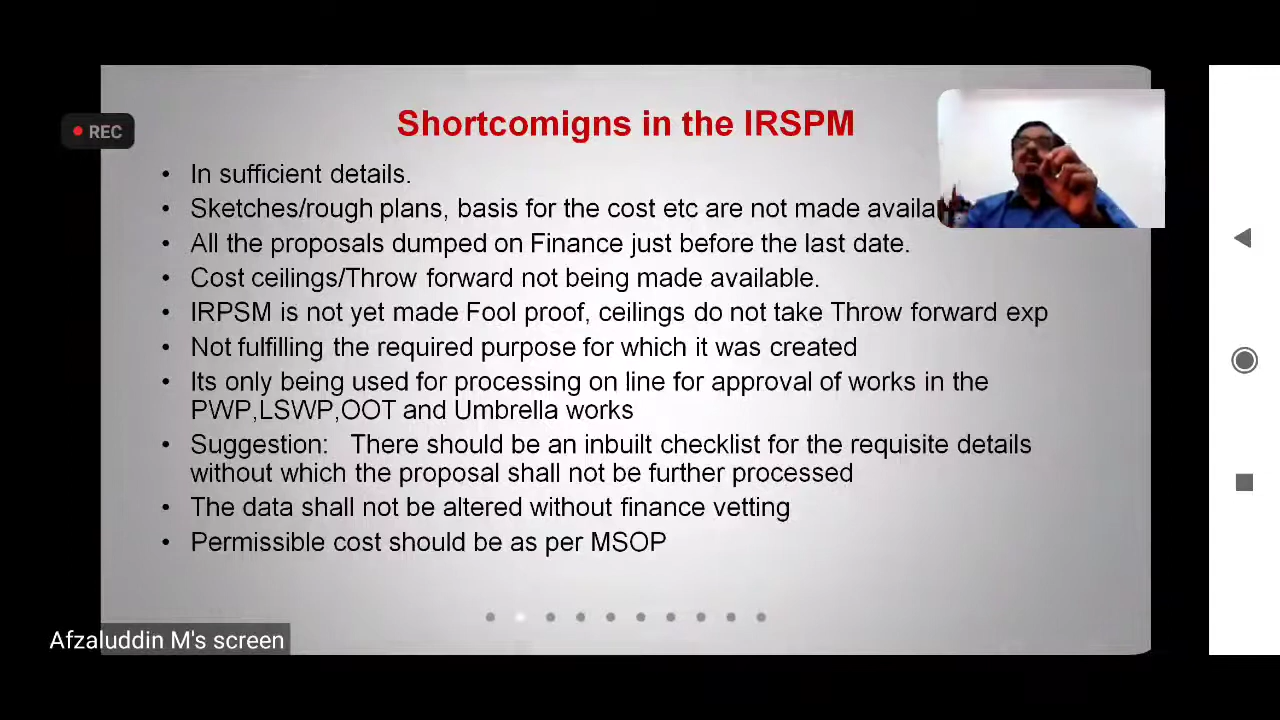 REC
Shortcomigns in the IRSPM
• In sufficient details.
• Sketches/rough plans, basis for the cost etc are not made
• All the proposals dumped on Finance just before the last date.
• Cost ceilings/Throw forward not being made available.
• IRPSM is not yet made Fool proof, ceilings do not take Throw forward exp
• Not fulfilling the required purpose for which it was created
• Its only being used for processing on line for approval of works in the
PWP,LSWP,OOT and Umbrella works
• Suggestion: There should be an inbuilt checklist for the requisite details
without which the proposal shall not be further processed
• The data shall not be altered without finance vetting
• Permissible cost should be as per MSOP
Afzaluddin M's screen